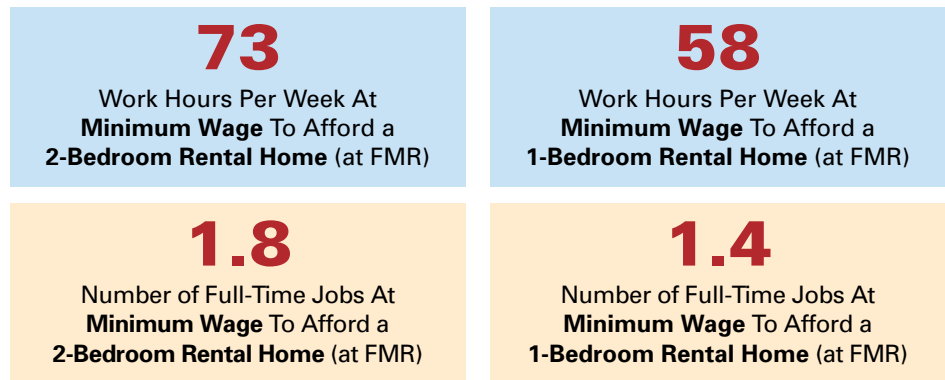 73
Work Hours Per Week At
Minimum Wage To Afford a
2-Bedroom Rental Home (at FMR)
58
Work Hours Per Week At
Minimum Wage To Afford a
1-Bedroom Rental Home (at FMR)
1.8
Number of Full-Time Jobs At
Minimum Wage To Afford a
2-Bedroom Rental Home (at FMR)
1.4
Number of Full-Time Jobs At
Minimum Wage To Afford a
1-Bedroom Rental Home (at FMR)